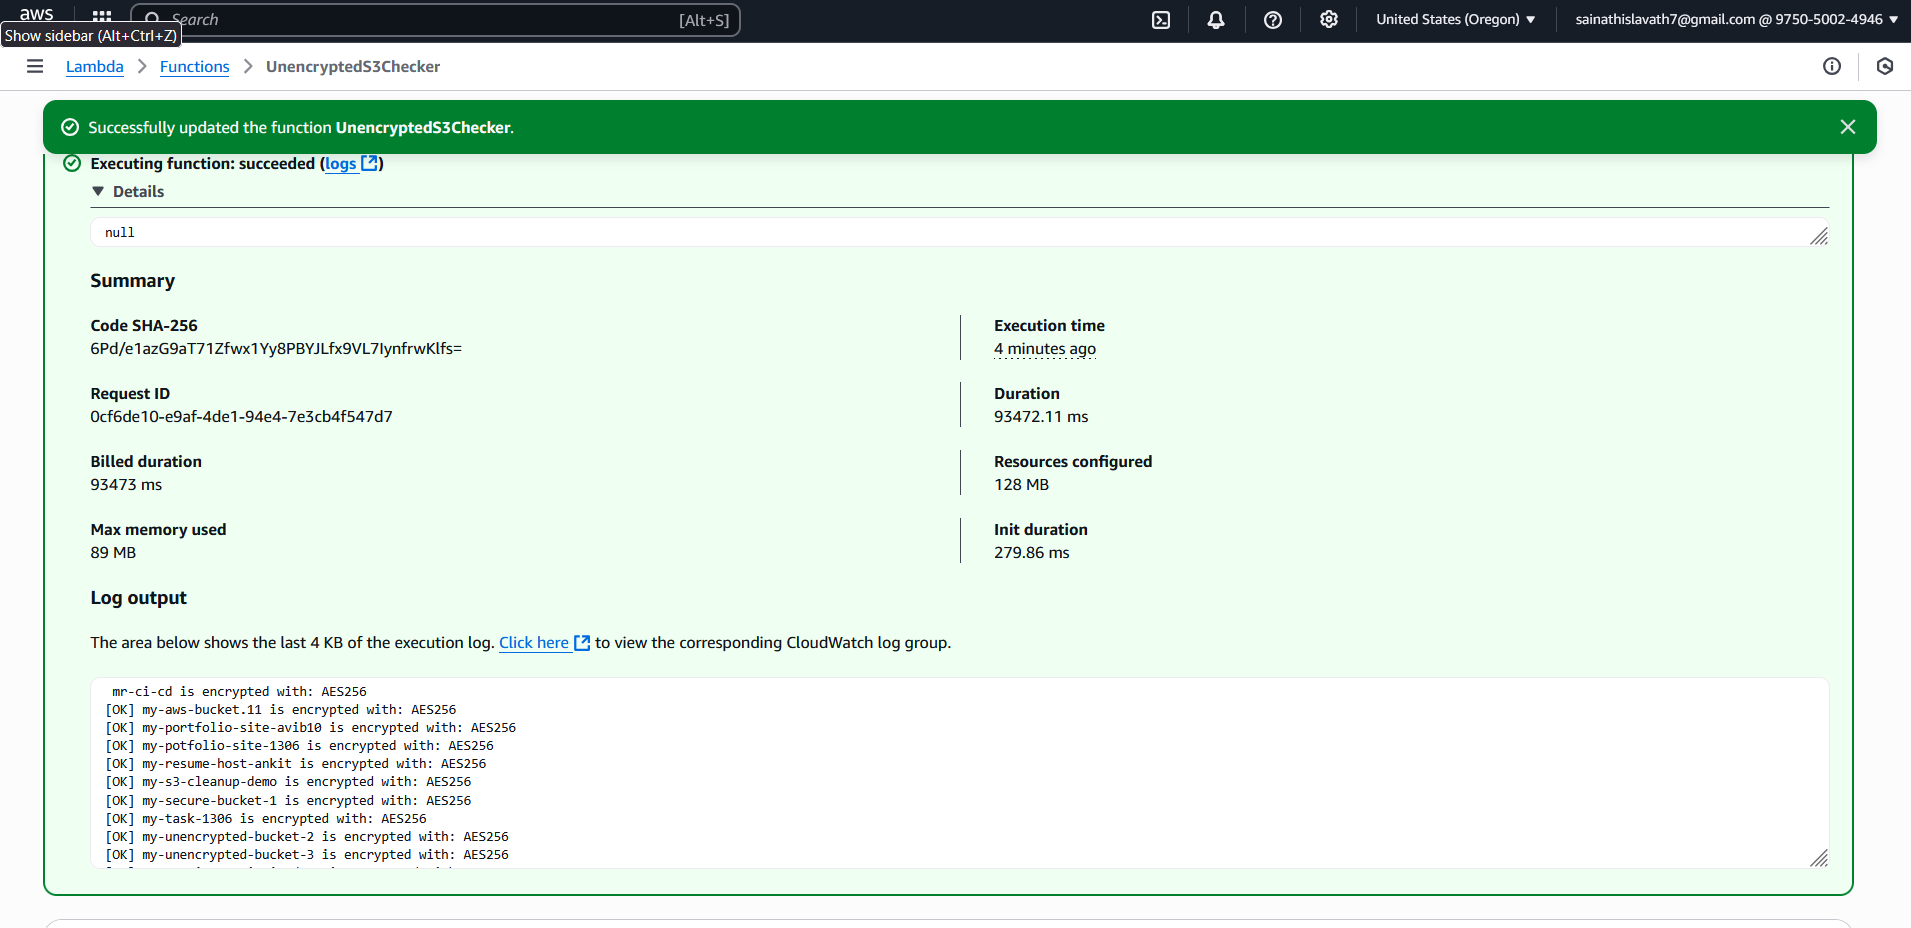 aws
Search [Alt+S]
United States (Oregon) ▼
sainathislavath7@gmail.com @ 9750-5002-4946 ▼
Show sidebar (Alt+Ctrl+Z)
Lambda > Functions > UnencryptedS3Checker
Successfully updated the function UnencryptedS3Checker.
Executing function: succeeded (logs)
▼ Details
null
Summary
Code SHA-256
6Pd/e1azG9aT71Zfwx1Yy8PBYJLfx9VL7IynfrwKlfs=
Execution time
4 minutes ago
Request ID
0cf6de10-e9af-4de1-94e4-7e3cb4f547d7
Duration
93472.11 ms
Billed duration
93473 ms
Resources configured
128 MB
Max memory used
89 MB
Init duration
279.86 ms
Log output
The area below shows the last 4 KB of the execution log. Click here to view the corresponding CloudWatch log group.
mr-ci-cd is encrypted with: AES256
[OK] my-aws-bucket.11 is encrypted with: AES256
[OK] my-portfolio-site-avib10 is encrypted with: AES256
[OK] my-potfolio-site-1306 is encrypted with: AES256
[OK] my-resume-host-ankit is encrypted with: AES256
[OK] my-s3-cleanup-demo is encrypted with: AES256
[OK] my-secure-bucket-1 is encrypted with: AES256
[OK] my-task-1306 is encrypted with: AES256
[OK] my-unencrypted-bucket-2 is encrypted with: AES256
[OK] my-unencrypted-bucket-3 is encrypted with: AES256